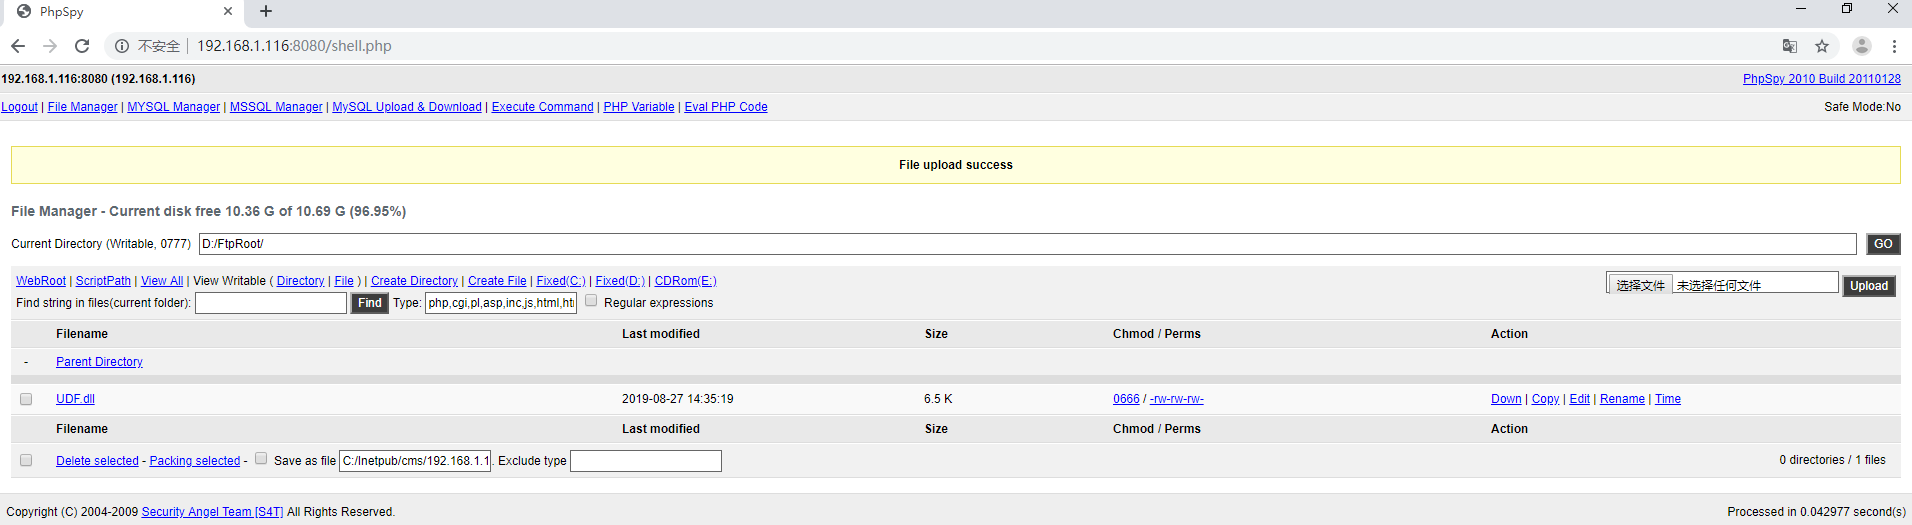 PhpSpy
不安全 192.168.1.116:8080/shell.php
192.168.1.116:8080 (192.168.1.116) PhpSpy 2010 Build 20110128
Logout | File Manager | MYSQL Manager | MSSQL Manager | MySQL Upload & Download | Execute Command | PHP Variable | Eval PHP Code Safe Mode:No
File upload success
File Manager - Current disk free 10.36 G of 10.69 G (96.95%)
Current Directory (Writable, 0777) D:/FtpRoot/ GO
WebRoot | ScriptPath | View All | View Writable ( Directory | File ) | Create Directory | Create File | Fixed(C:) | Fixed(D:) | CDRom(E:) 选择文件 未选择任何文件 Upload
Find string in files(current folder): Find Type: php,cgi,pl,asp,inc,js,html,ht Regular expressions
Filename Last modified Size Chmod / Perms Action
- Parent Directory
UDF.dll 2019-08-27 14:35:19 6.5 K 0666 / -rw-rw-rw- Down | Copy | Edit | Rename | Time
Filename Last modified Size Chmod / Perms Action
Delete selected - Packing selected - Save as file C:/Inetpub/cms/192.168.1.1 . Exclude type 0 directories / 1 files
Copyright (C) 2004-2009 Security Angel Team [S4T] All Rights Reserved. Processed in 0.042977 second(s)